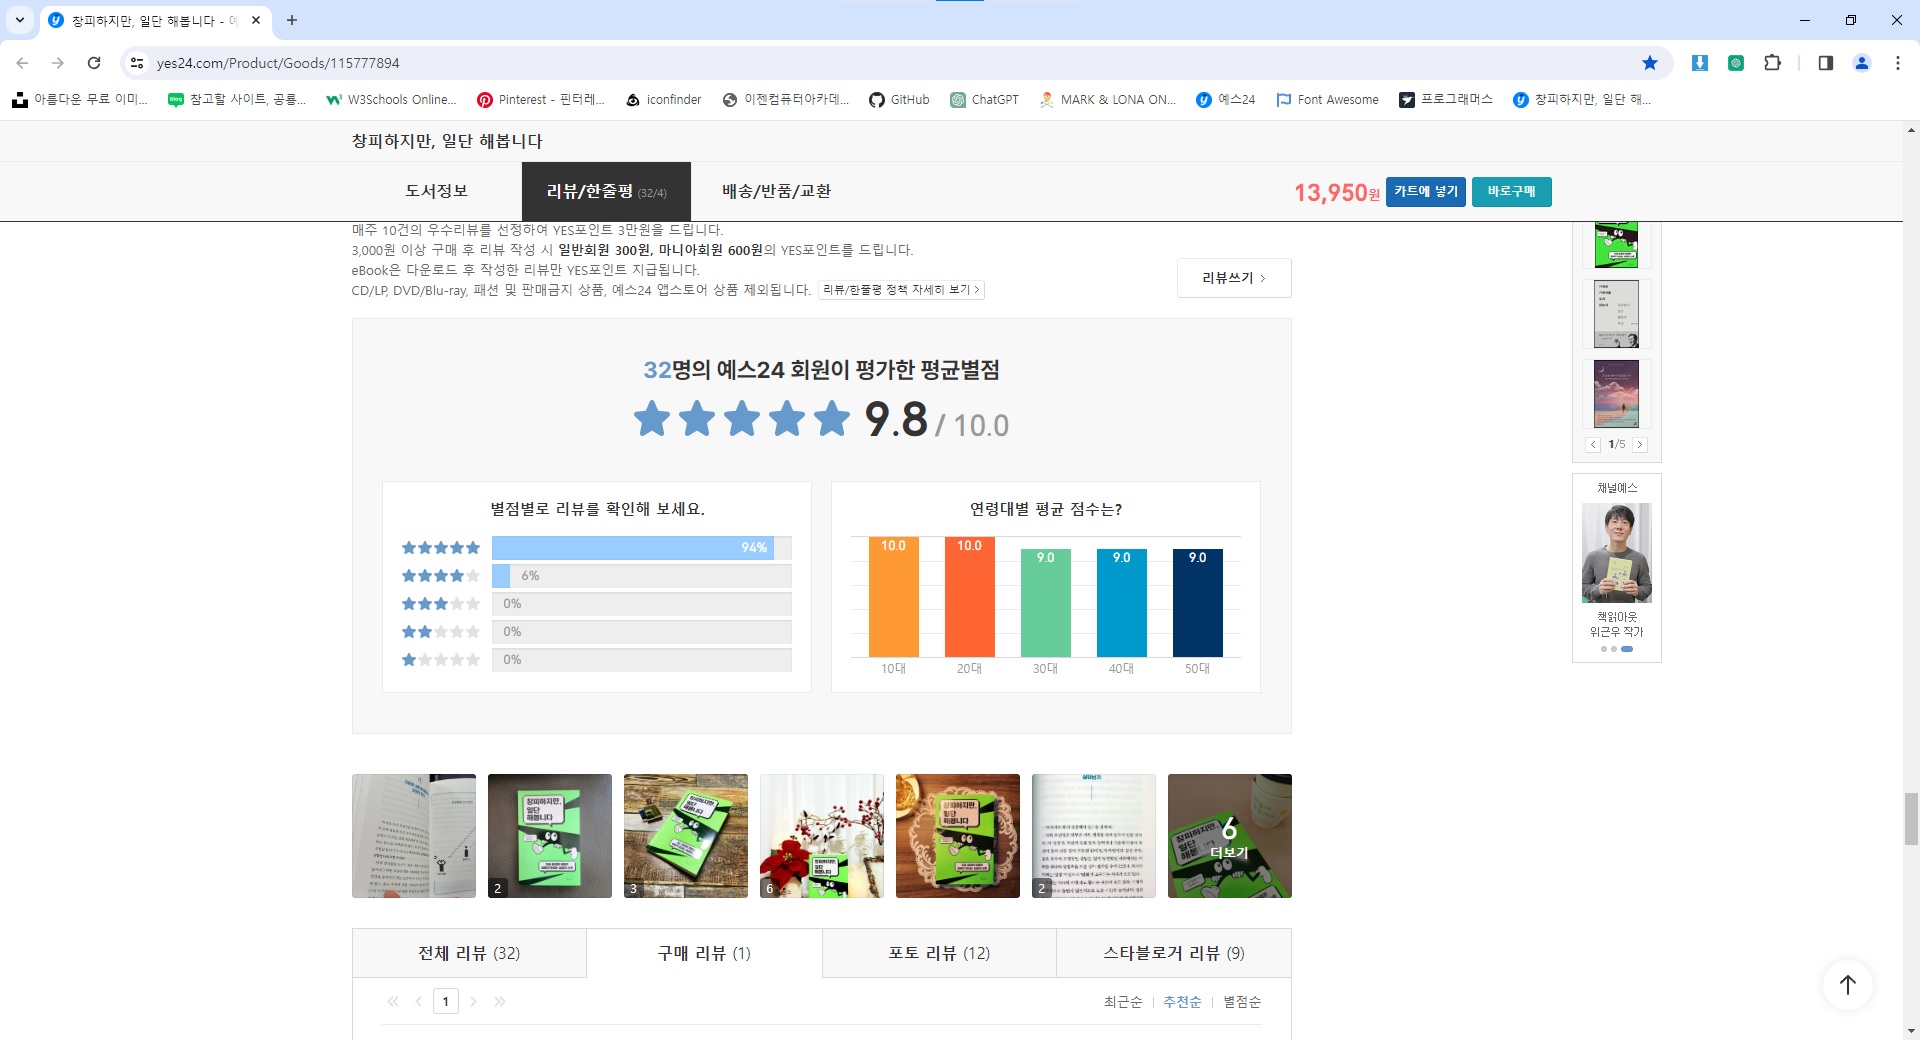 창피하지만, 일단 해봅니다 - 예
yes24.com/Product/Goods/115777894
아름다운 무료 이미...
참고할 사이트, 공룡...
W3Schools Online...
Pinterest - 핀터레...
iconfinder
이젠컴퓨터아카데...
GitHub
ChatGPT
MARK & LONA ON...
예스24
Font Awesome
프로그래머스
창피하지만, 일단 해...
창피하지만, 일단 해봅니다
도서정보
리뷰/한줄평 (32/4)
배송/반품/교환
13,950원
카트에 넣기
바로구매
매주 10건의 우수리뷰를 선정하여 YES포인트 3만원을 드립니다.
3,000원 이상 구매 후 리뷰 작성 시 일반회원 300원, 마니아회원 600원의 YES포인트를 드립니다.
eBook은 다운로드 후 작성한 리뷰만 YES포인트 지급됩니다.
CD/LP, DVD/Blu-ray, 패션 및 판매금지 상품, 예스24 앱스토어 상품 제외됩니다.
리뷰/한줄평 정책 자세히 보기
리뷰쓰기
32명의 예스24 회원이 평가한 평균별점
9.8 / 10.0
별점별로 리뷰를 확인해 보세요.
94%
6%
0%
0%
0%
연령대별 평균 점수는?
10.0
10.0
9.0
9.0
9.0
10대
20대
30대
40대
50대
1/5
채널예스
책읽아웃
위근우 작가
창피하지만,
일단
해봅니다
2
3
6
2
6
더보기
전체 리뷰 (32)
구매 리뷰 (1)
포토 리뷰 (12)
스타블로거 리뷰 (9)
1
최근순
추천순
별점순